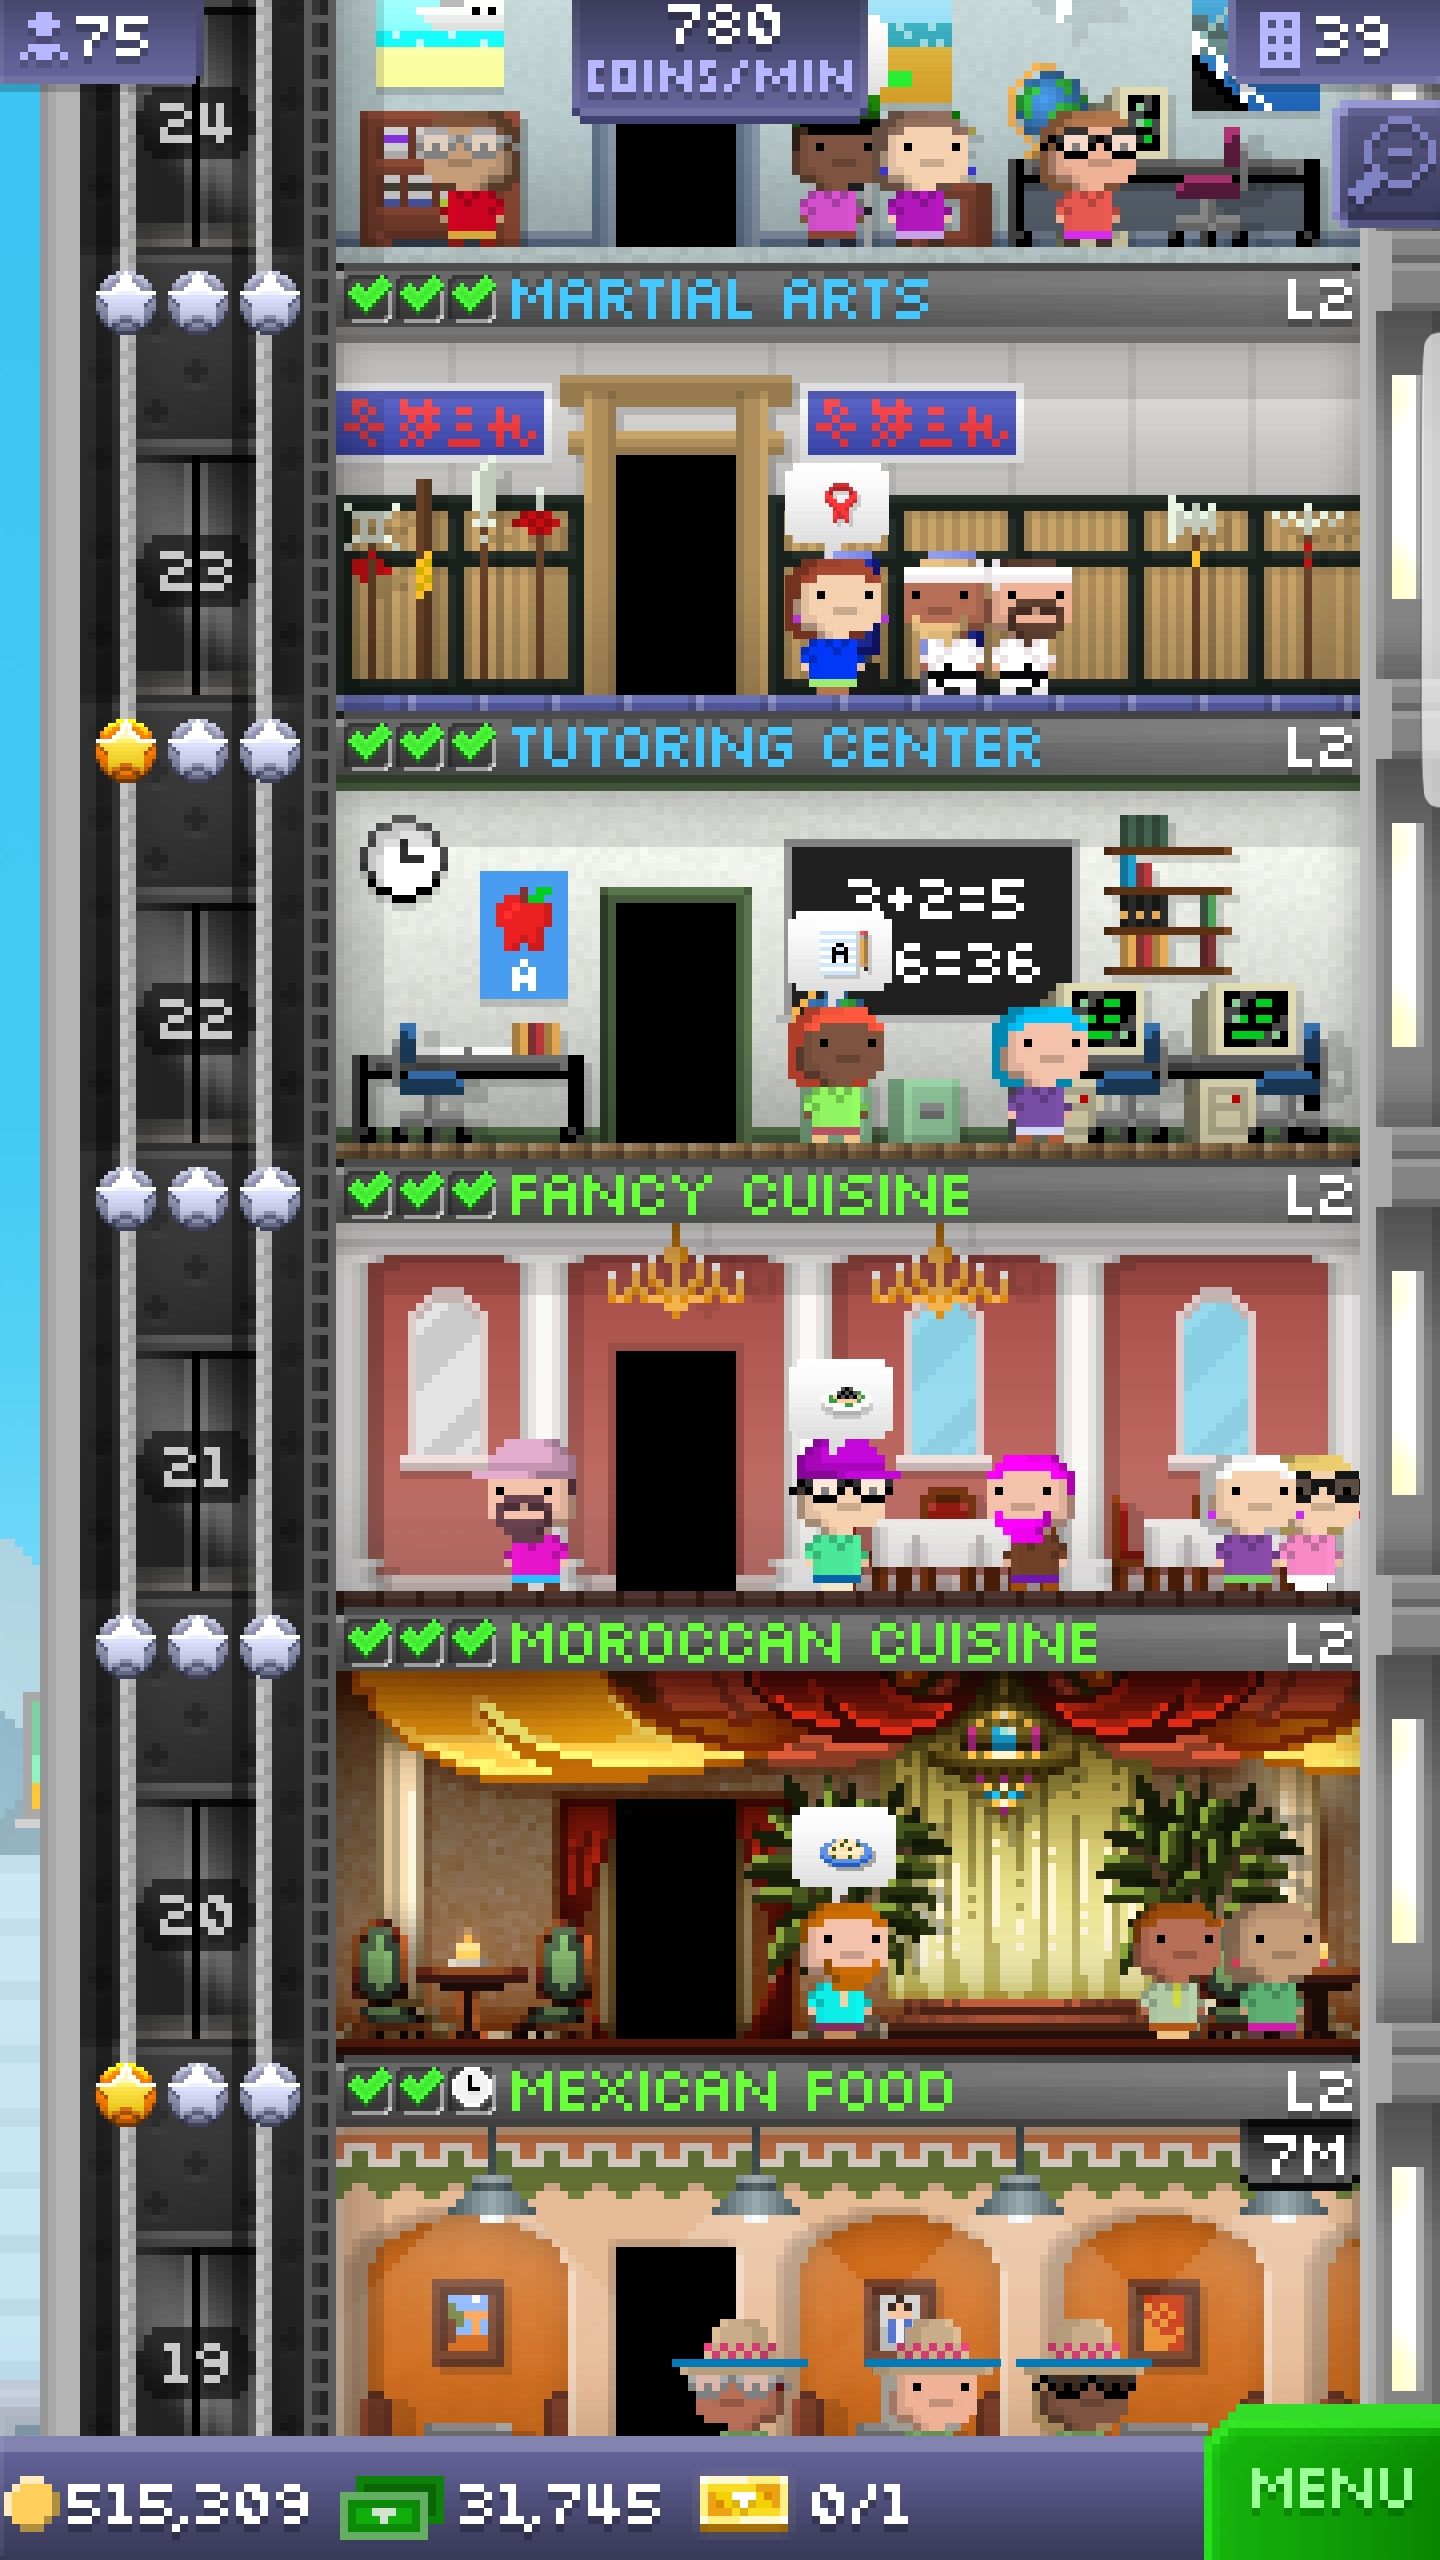 75
780
COINS/MIN
39
24
MARTIAL ARTS
L2
23
TUTORING CENTER
L2
3+2=5
6=36
A
A
22
FANCY CUISINE
L2
21
MOROCCAN CUISINE
L2
20
MEXICAN FOOD
L2
7M
19
515,309
31,745
0/1
MENU